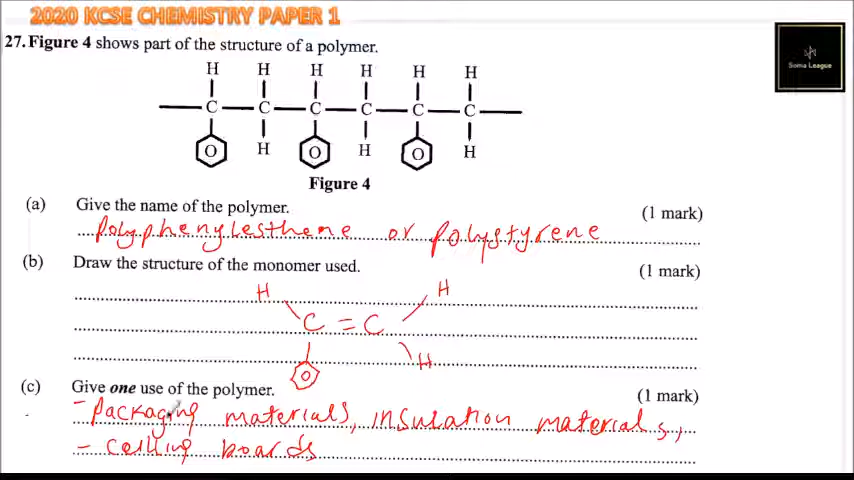 2020 KCSE CHEMISTRY PAPER 1
27. Figure 4 shows part of the structure of a polymer.
Soma League
H H H H H H
C C C C C C
O H O H O H
Figure 4
(a) Give the name of the polymer. (1 mark)
polyphenylestheme or polystyrene
(b) Draw the structure of the monomer used. (1 mark)
H H
C = C
H
O
(c) Give one use of the polymer. (1 mark)
- packaging materials, insulation materials,
- ceiling boards